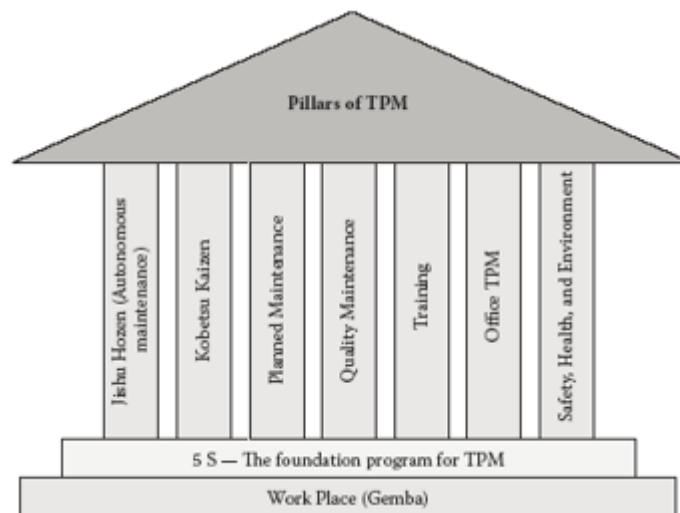 Pillars of TPM
Jishu Hozen (Autonomous
maintenance)
Kobetsu Kaizen
Planned Maintenance
Quality Maintenance
Training
Office TPM
Safety, Health, and Environment
5 S — The foundation program for TPM
Work Place (Gemba)